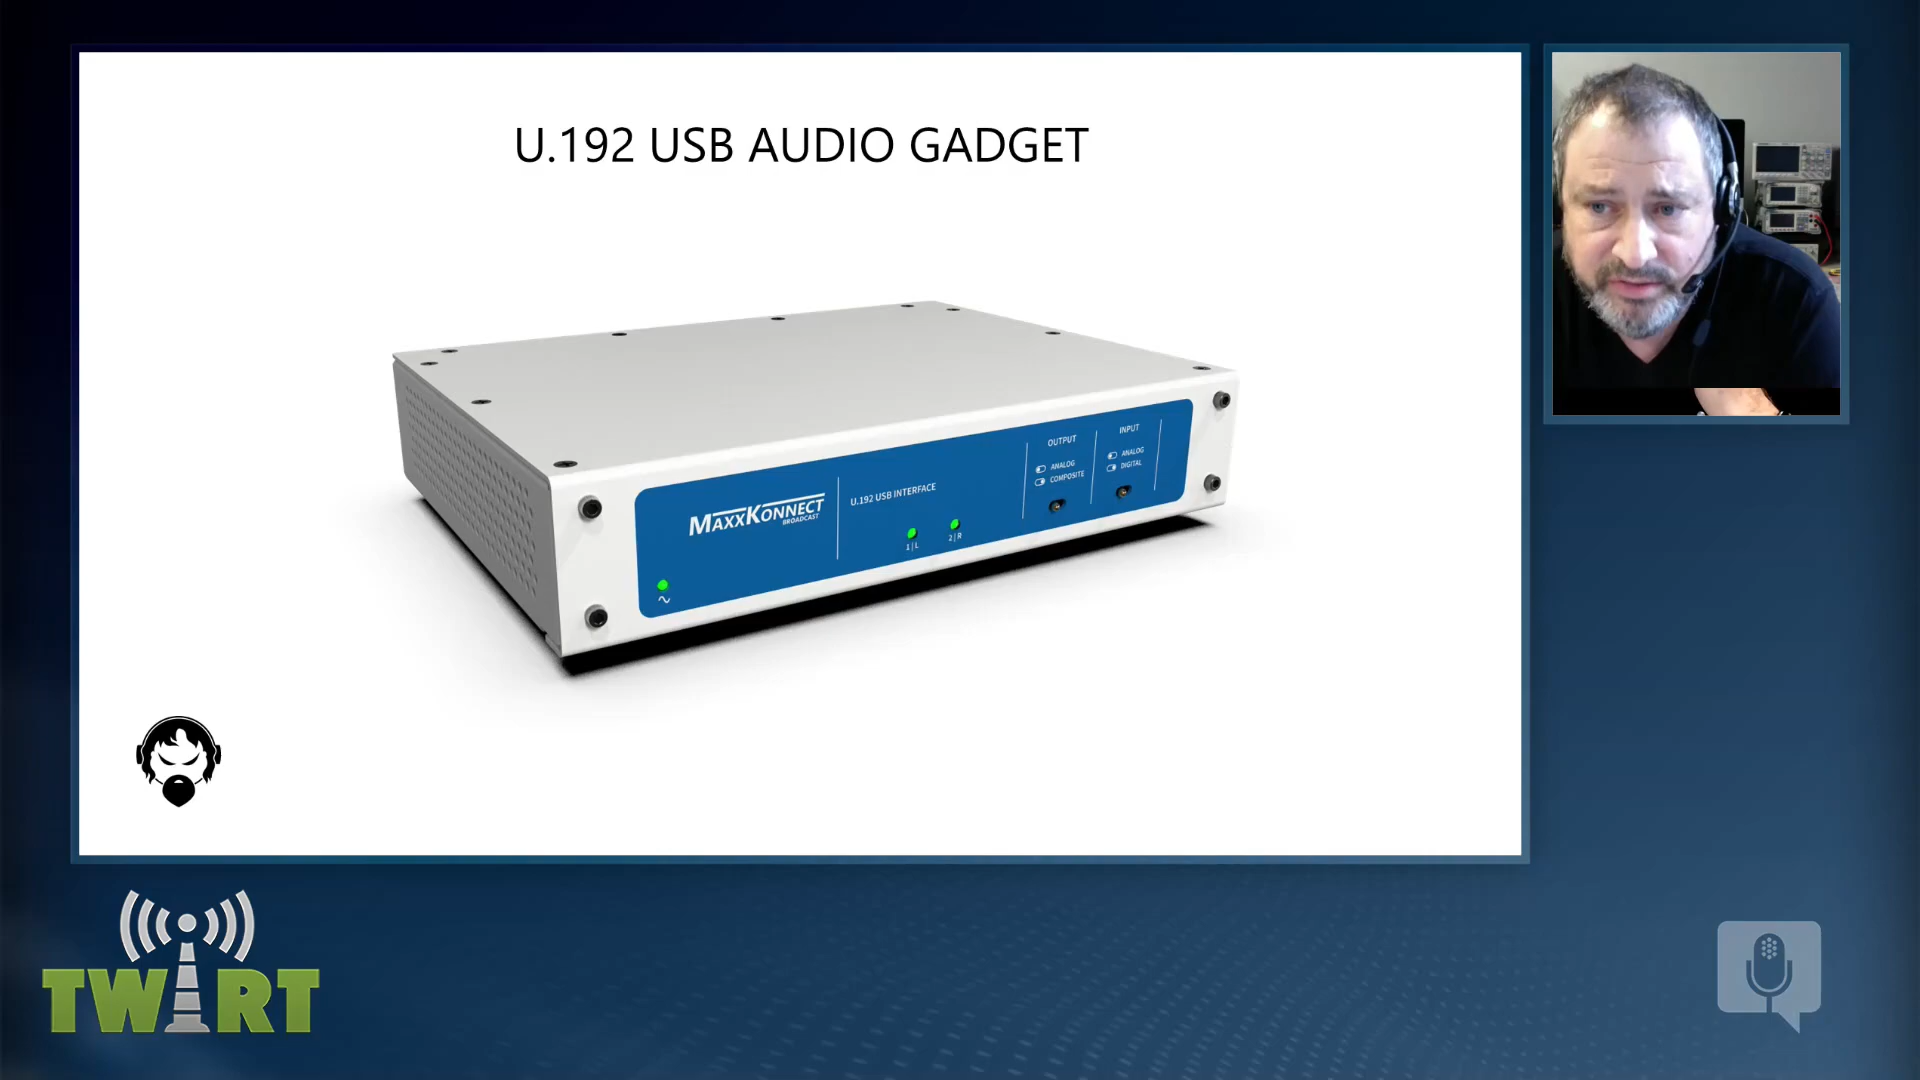 U.192 USB AUDIO GADGET
OUTPUT
ANALOG
COMPOSITE
INPUT
ANALOG
DIGITAL
MAXXKONNECT
BROADCAST
U.192 USB INTERFACE
1|L
2|R
TWiRT